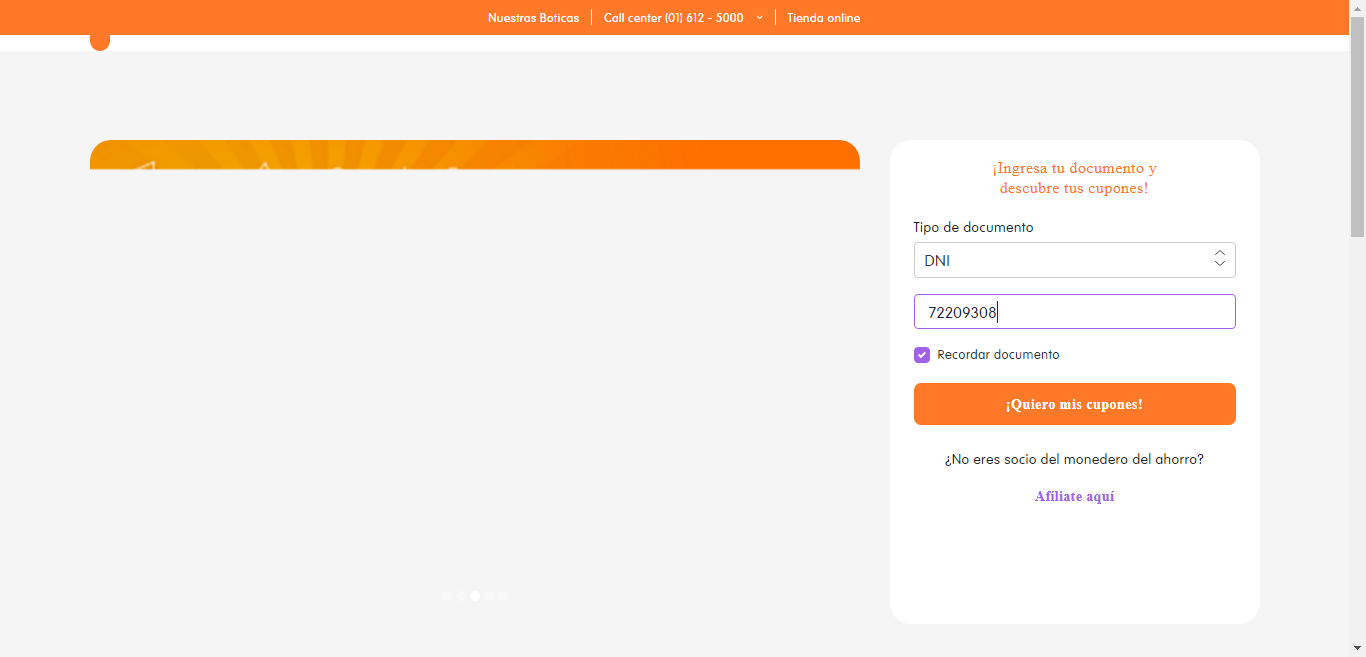 Nuestras Boticas
Call center (01) 612 - 5000
Tienda online
¡Ingresa tu documento y
descubre tus cupones!
Tipo de documento
DNI
72209308
Recordar documento
¡Quiero mis cupones!
¿No eres socio del monedero del ahorro?
Afíliate aquí